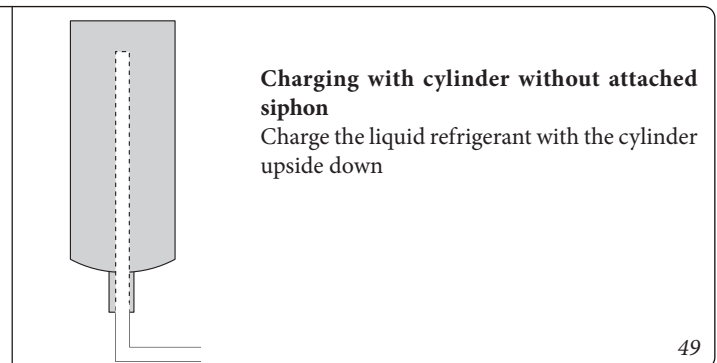 Charging with cylinder without attached
siphon
Charge the liquid refrigerant with the cylinder
upside down
49